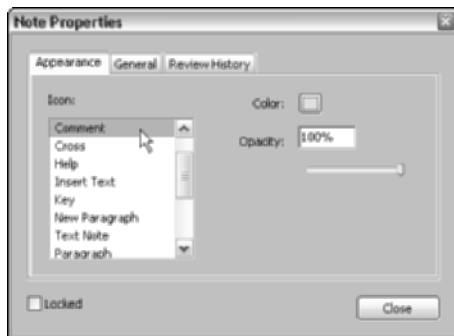 Note Properties
Appearance General Review History
Icon:
Color:
Comment
Cross
Opacity: 100%
Help
Insert Text
Key
New Paragraph
Text Note
Paragraph
Locked
Close